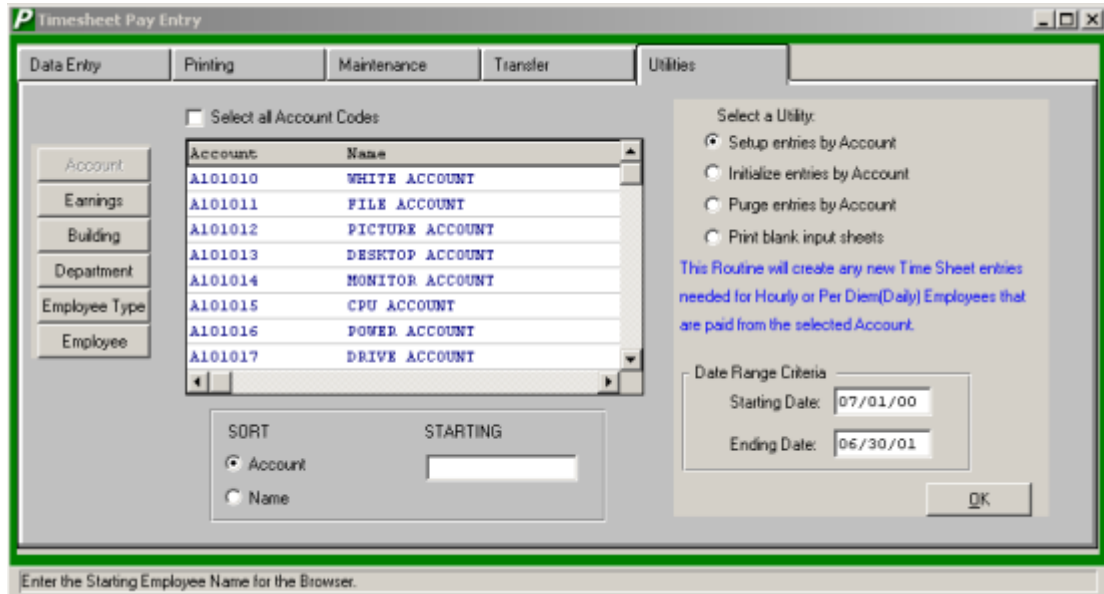 P Timesheet Pay Entry
Data Entry Printing Maintenance Transfer Utilities
Select all Account Codes
Account
Earnings
Building
Department
Employee Type
Employee
Account Name
A101010 WHITE ACCOUNT
A101011 FILE ACCOUNT
A101012 PICTURE ACCOUNT
A101013 DESKTOP ACCOUNT
A101014 MONITOR ACCOUNT
A101015 CPU ACCOUNT
A101016 POWER ACCOUNT
A101017 DRIVE ACCOUNT
SORT STARTING
Account
Name
Select a Utility:
Setup entries by Account
Initialize entries by Account
Purge entries by Account
Print blank input sheets
This Routine will create any new Time Sheet entries
needed for Hourly or Per Diem(Daily) Employees that
are paid from the selected Account.
Date Range Criteria
Starting Date: 07/01/00
Ending Date: 06/30/01
OK
Enter the Starting Employee Name for the Browser.